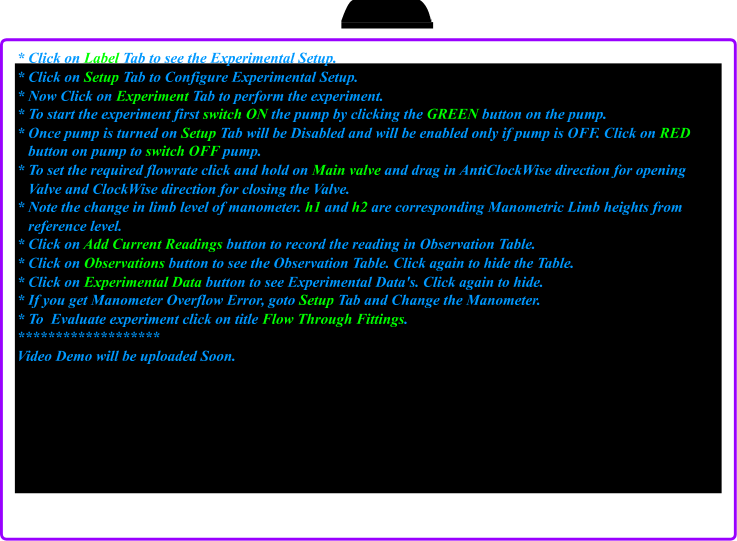 * Click on Label Tab to see the Experimental Setup.
* Click on Setup Tab to Configure Experimental Setup.
* Now Click on Experiment Tab to perform the experiment.
* To start the experiment first switch ON the pump by clicking the GREEN button on the pump.
* Once pump is turned on Setup Tab will be Disabled and will be enabled only if pump is OFF. Click on RED
button on pump to switch OFF pump.
* To set the required flowrate click and hold on Main valve and drag in AntiClockWise direction for opening
Valve and ClockWise direction for closing the Valve.
* Note the change in limb level of manometer. h1 and h2 are corresponding Manometric Limb heights from
reference level.
* Click on Add Current Readings button to record the reading in Observation Table.
* Click on Observations button to see the Observation Table. Click again to hide the Table.
* Click on Experimental Data button to see Experimental Data's. Click again to hide.
* If you get Manometer Overflow Error, goto Setup Tab and Change the Manometer.
* To  Evaluate experiment click on title Flow Through Fittings.
*******************
Video Demo will be uploaded Soon.